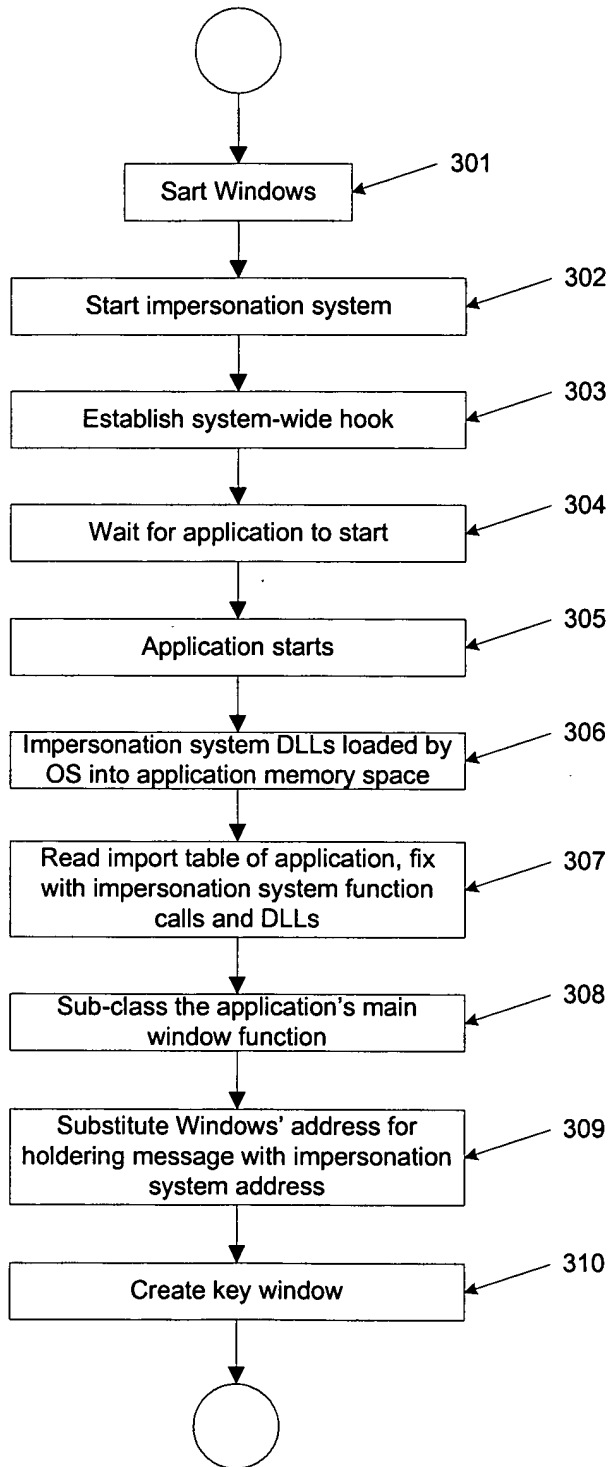 Sart Windows
301
Start impersonation system
302
Establish system-wide hook
303
Wait for application to start
304
Application starts
305
Impersonation system DLLs loaded by
OS into application memory space
306
Read import table of application, fix
with impersonation system function
calls and DLLs
307
Sub-class the application's main
window function
308
Substitute Windows' address for
holdering message with impersonation
system address
309
Create key window
310